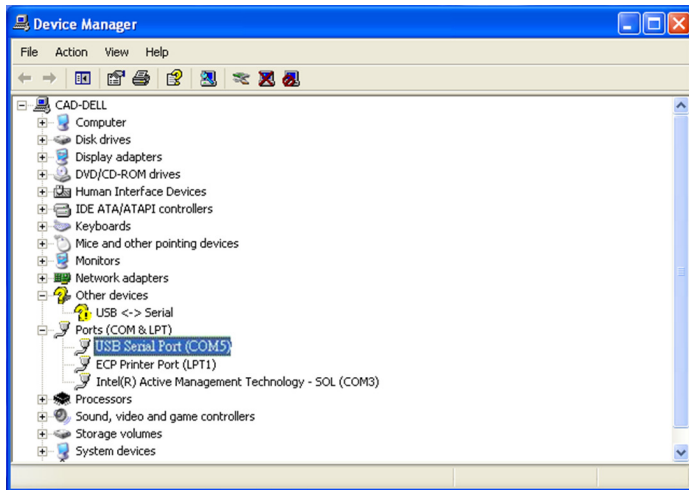 Device Manager
File Action View Help
CAD-DELL
Computer
Disk drives
Display adapters
DVD/CD-ROM drives
Human Interface Devices
IDE ATA/ATAPI controllers
Keyboards
Mice and other pointing devices
Monitors
Network adapters
Other devices
USB <-> Serial
Ports (COM & LPT)
USB Serial Port (COM5)
ECP Printer Port (LPT1)
Intel(R) Active Management Technology - SOL (COM3)
Processors
Sound, video and game controllers
Storage volumes
System devices